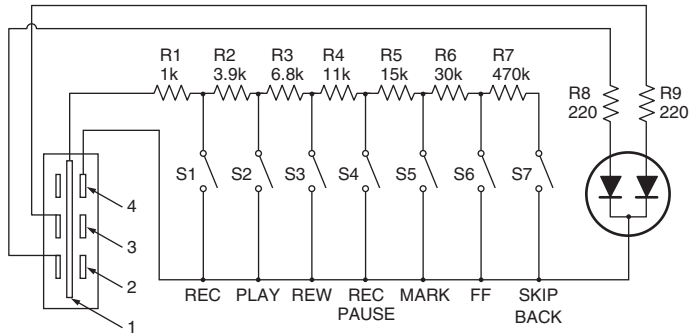 R1 R2 R3 R4 R5 R6 R7
1k 3.9k 6.8k 11k 15k 30k 470k
R8 R9
220 220
S1 S2 S3 S4 S5 S6 S7
4
3
2
1
REC PLAY REW REC PAUSE MARK FF SKIP BACK